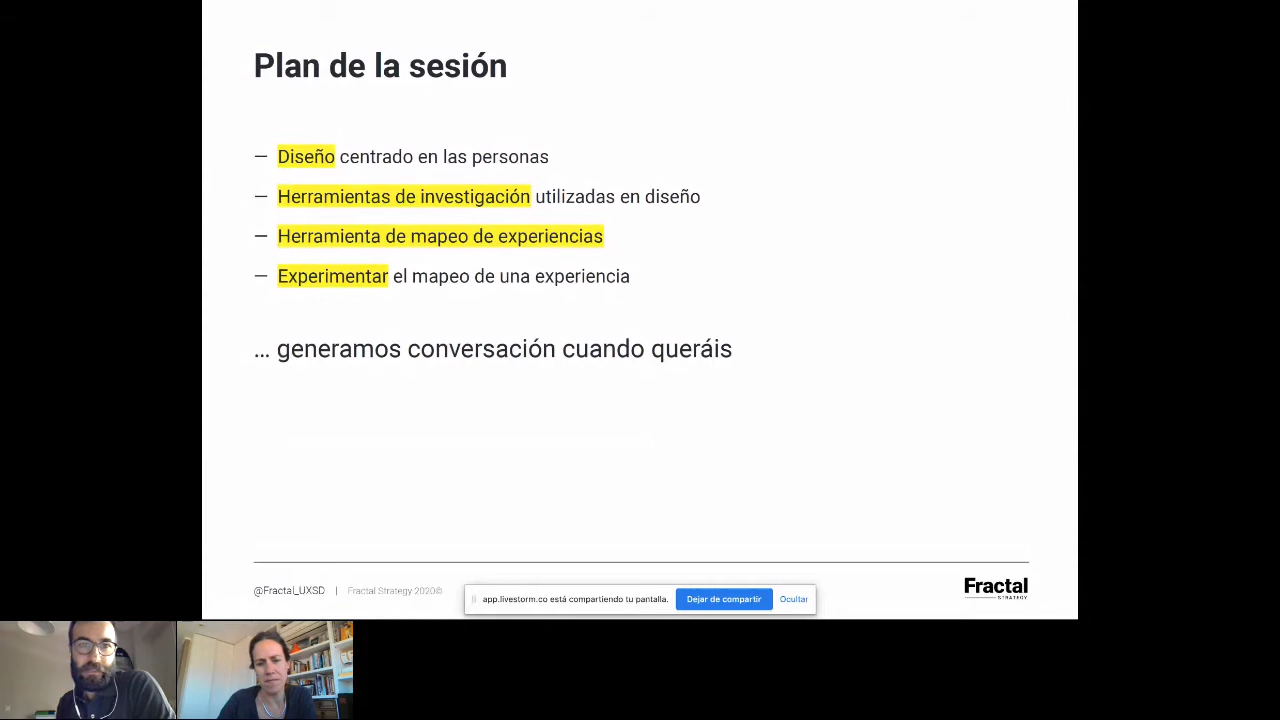 Plan de la sesión
— Diseño centrado en las personas
— Herramientas de investigación utilizadas en diseño
— Herramienta de mapeo de experiencias
— Experimentar el mapeo de una experiencia
... generamos conversación cuando queráis
@Fractal_UXSD | Fractal Strategy 2020©
app.livestorm.co está compartiendo tu pantalla. Dejar de compartir Ocultar
Fractal
STRATEGY